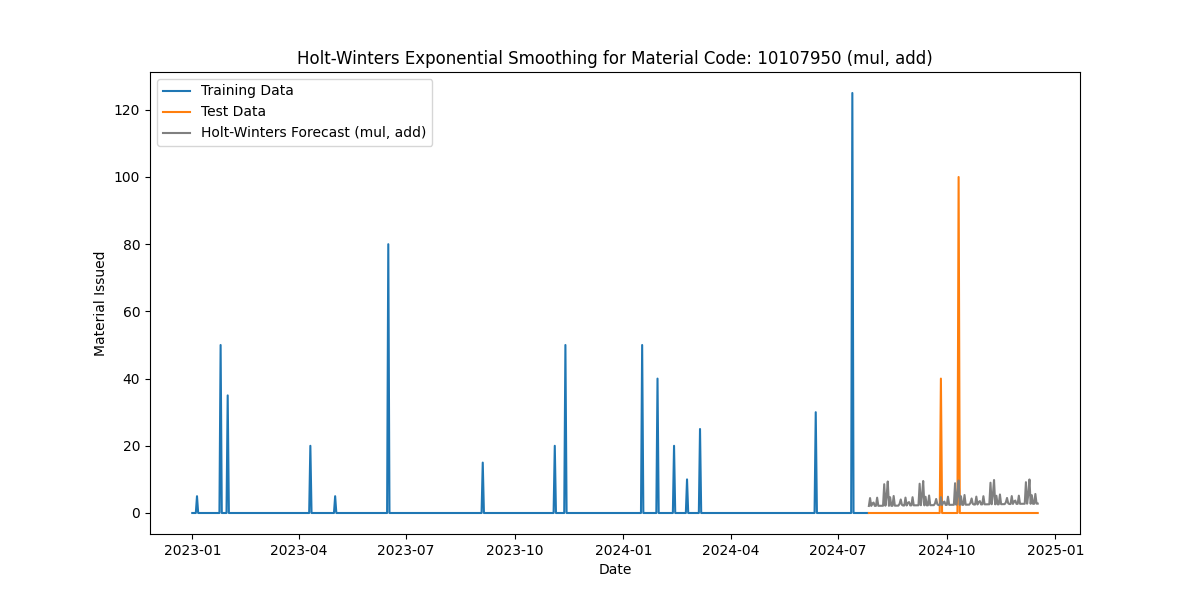 Holt-Winters Exponential Smoothing for Material Code: 10107950 (mul, add)
Training Data
Test Data
Holt-Winters Forecast (mul, add)
Material Issued
120
100
80
60
40
20
0
2023-01
2023-04
2023-07
2023-10
2024-01
2024-04
2024-07
2024-10
2025-01
Date